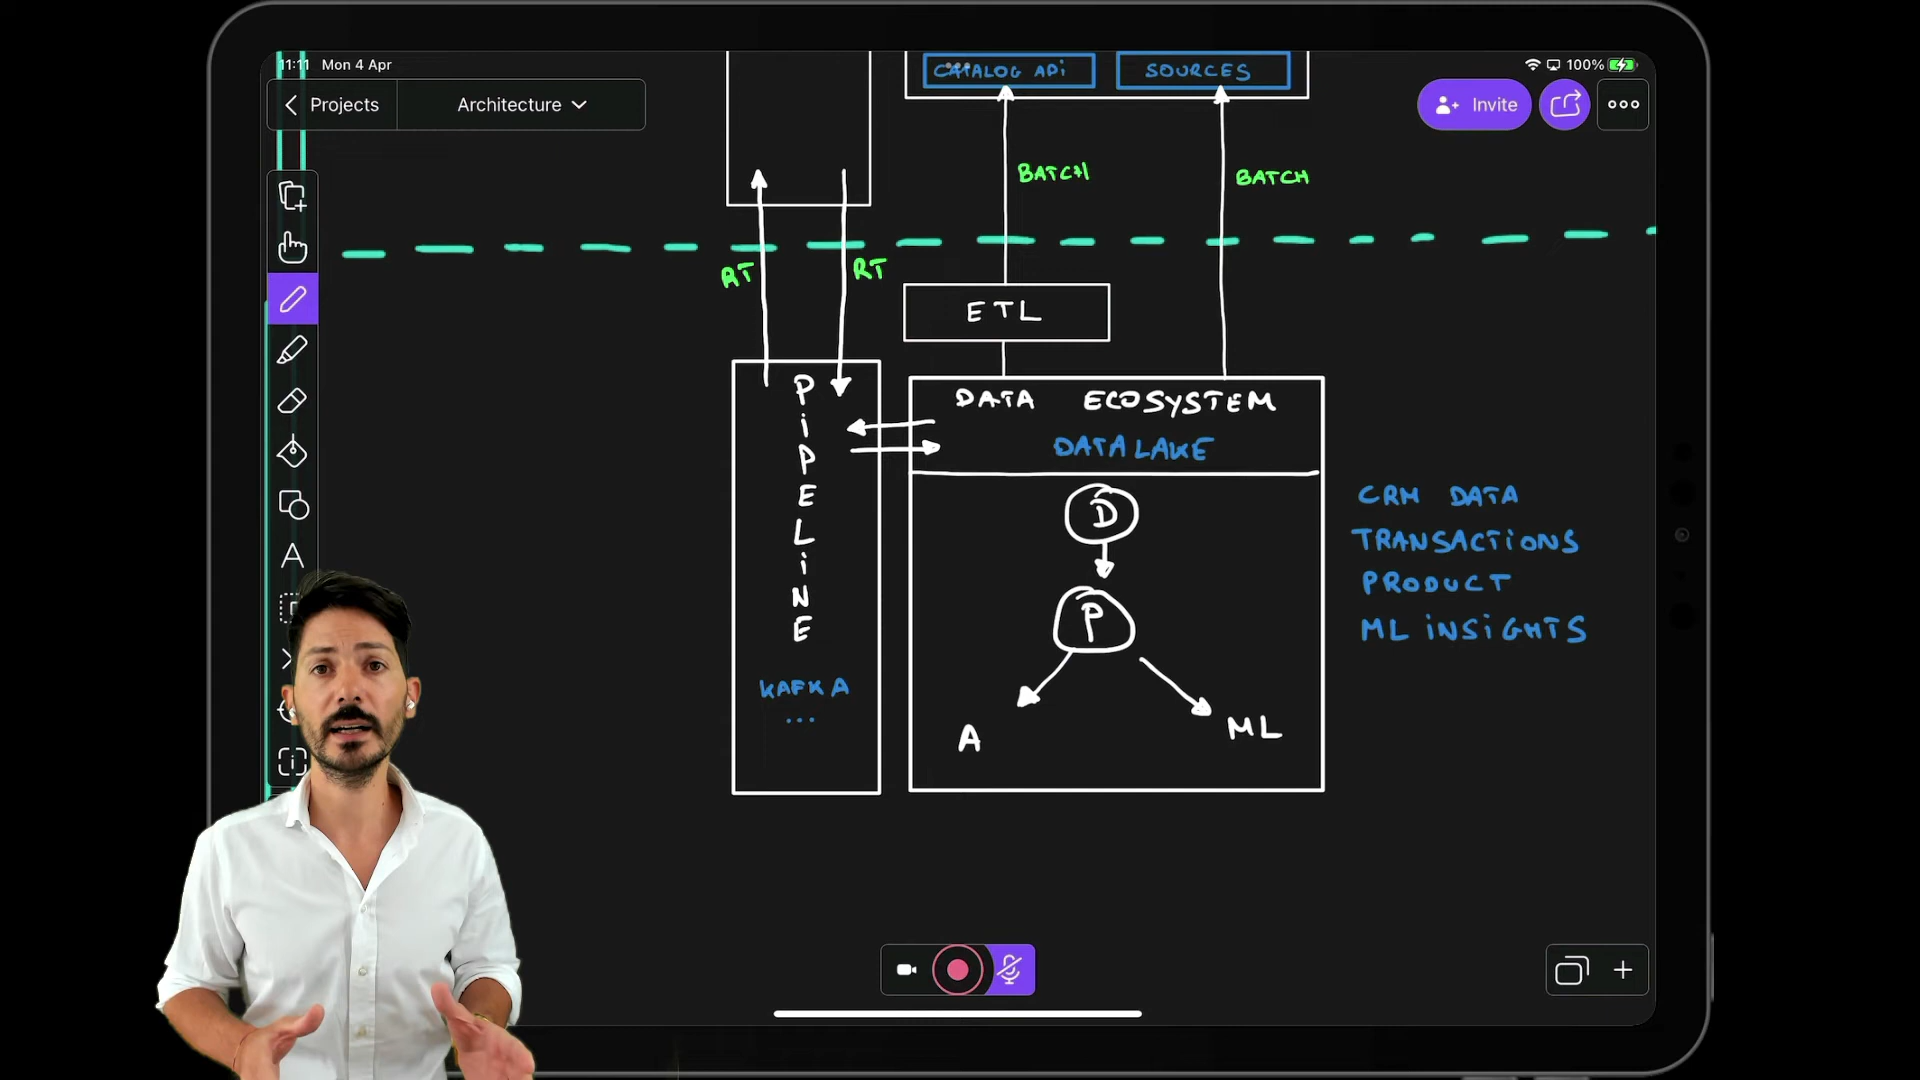 11:11 Mon 4 Apr
100%
CATALOG APi
SOURCES
Projects
Architecture
Invite
BATCH
BATCH
RT
RT
ETL
PiPELiNE
DATA ECOSYSTEM
DATA LAKE
D
CRM DATA
TRANSACTIONS
PRODUCT
ML iNSiGHTS
P
KAFKA
...
A
ML
A